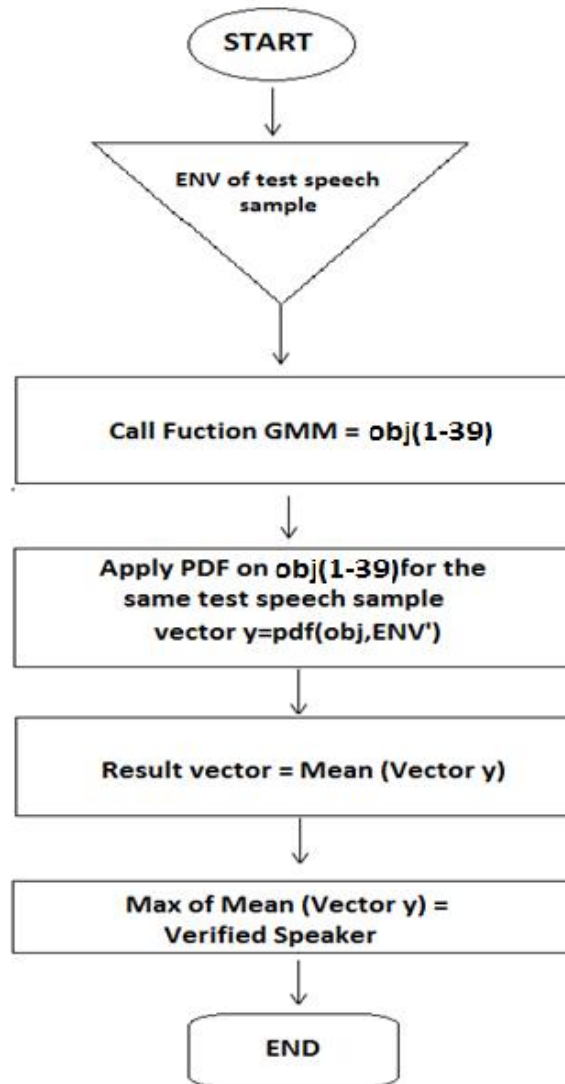 START
ENV of test speech
sample
Call Fuction GMM = obj(1-39)
Apply PDF on obj(1-39)for the
same test speech sample
vector y=pdf(obj,ENV')
Result vector = Mean (Vector y)
Max of Mean (Vector y) =
Verified Speaker
END